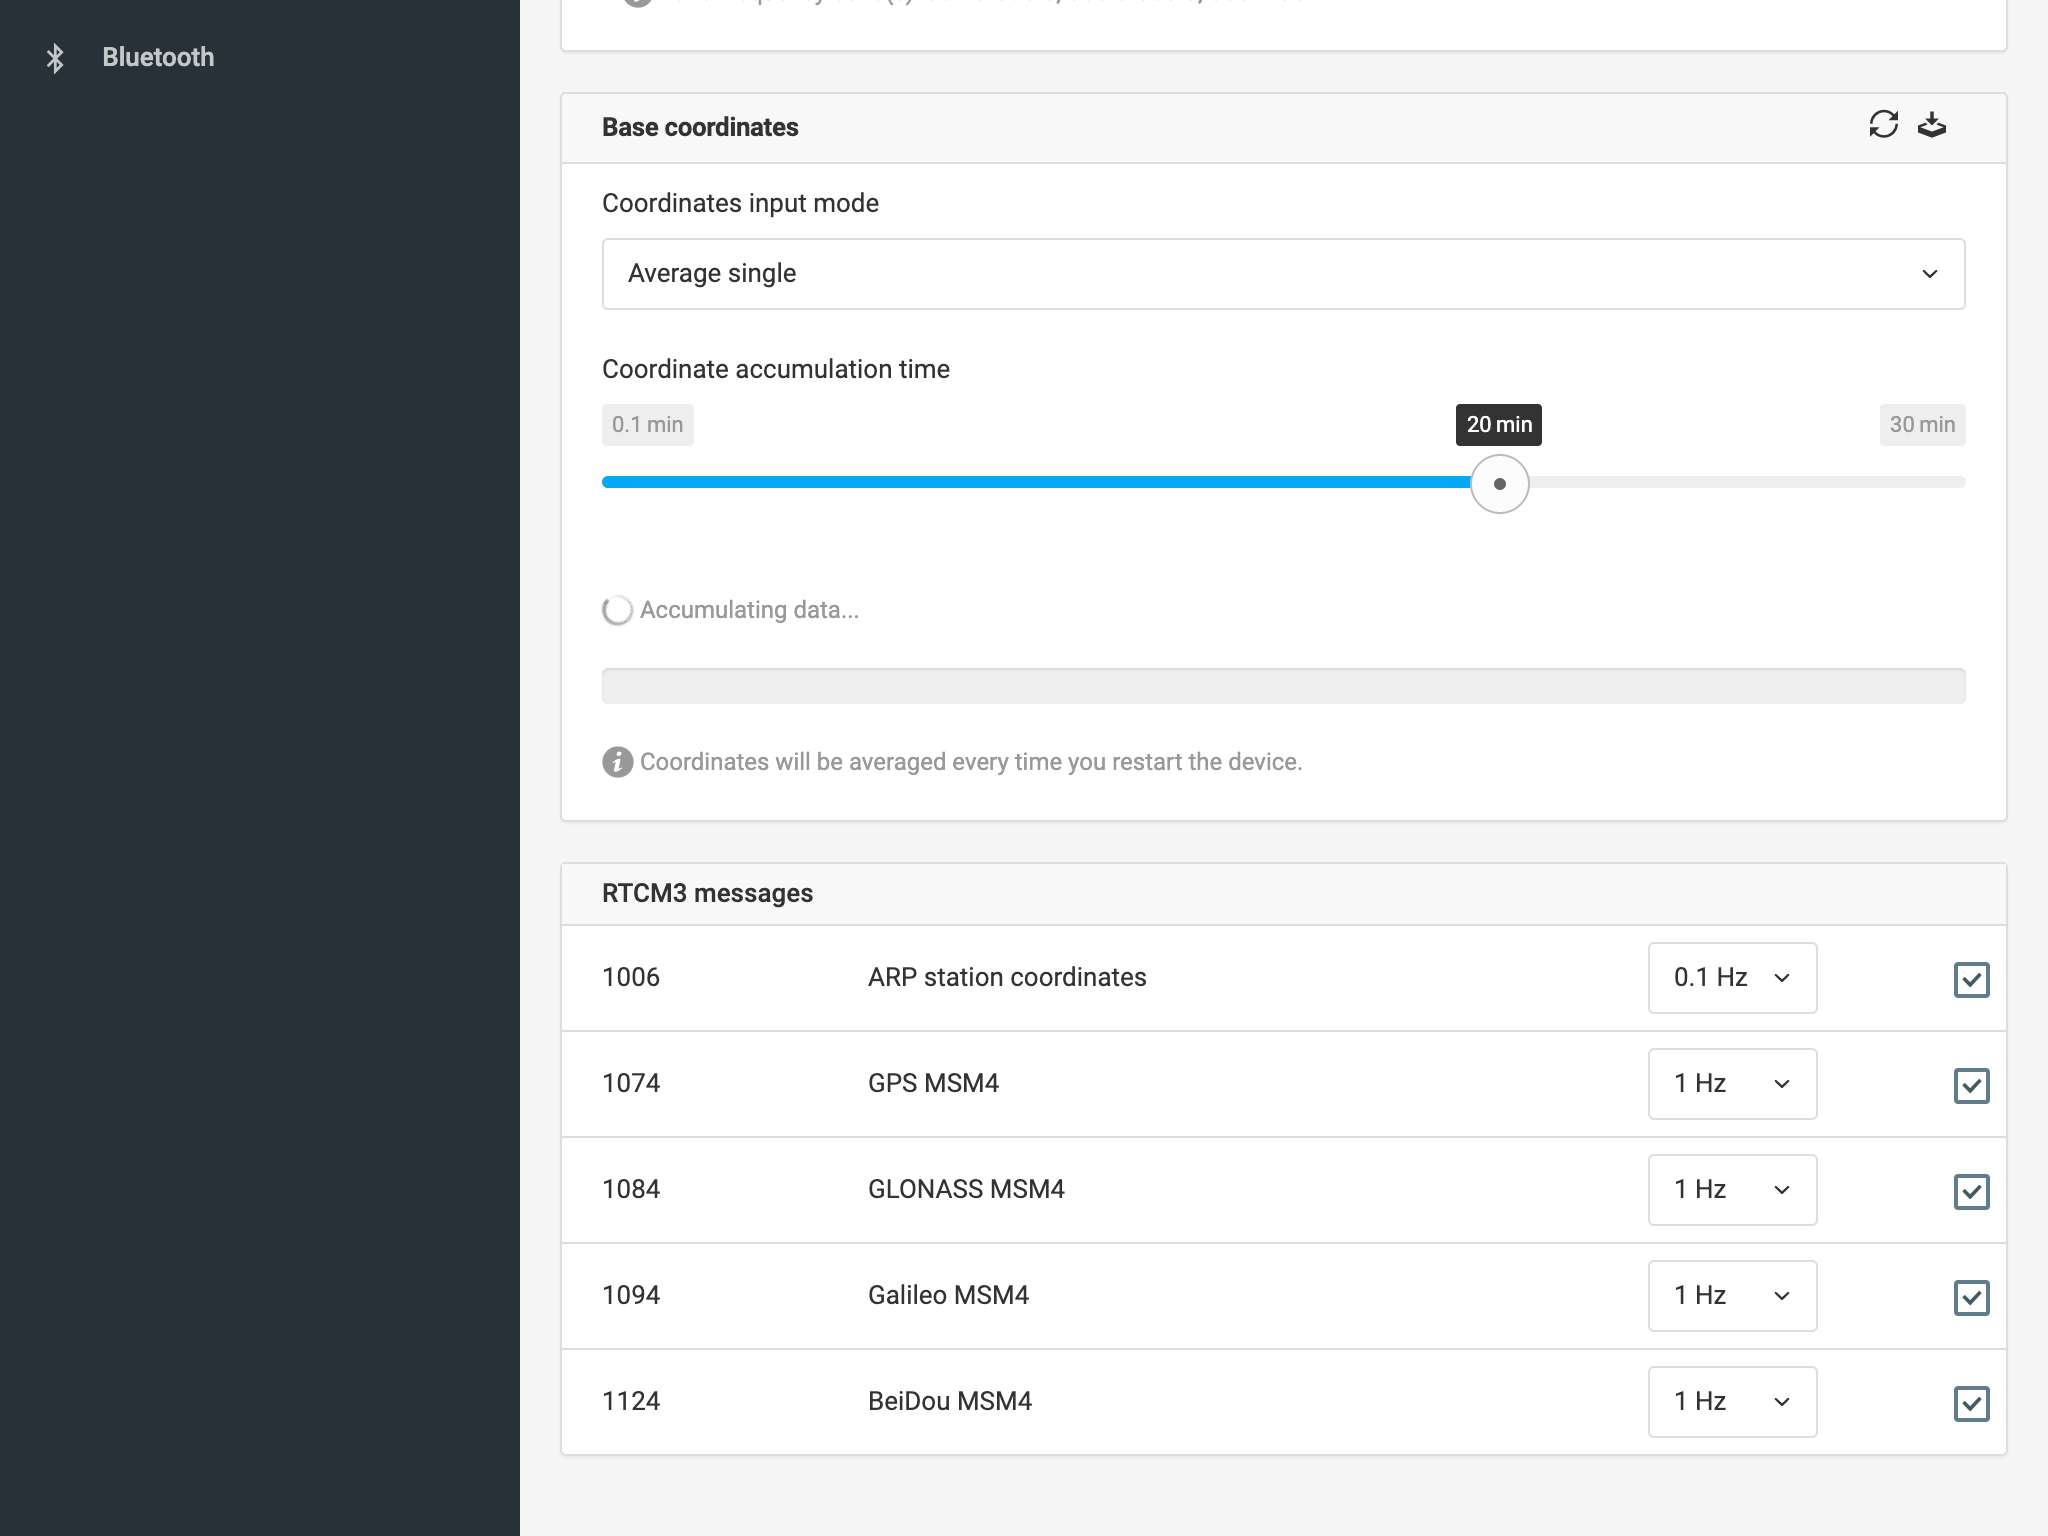 Bluetooth
Base coordinates
Coordinates input mode
Average single
Coordinate accumulation time
0.1 min
20 min
30 min
Accumulating data...
Coordinates will be averaged every time you restart the device.
RTCM3 messages
1006 ARP station coordinates 0.1 Hz
1074 GPS MSM4 1 Hz
1084 GLONASS MSM4 1 Hz
1094 Galileo MSM4 1 Hz
1124 BeiDou MSM4 1 Hz